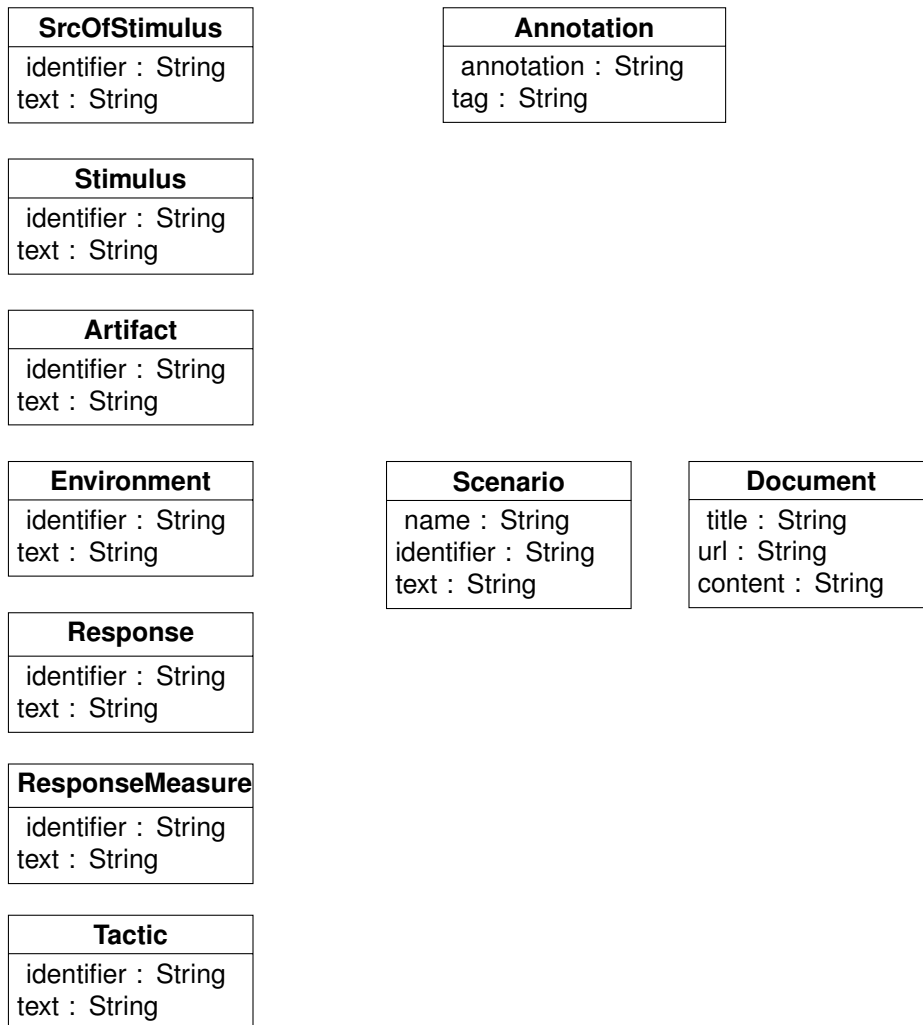 SrcOfStimulus
identifier : String
text : String
Annotation
annotation : String
tag : String
Stimulus
identifier : String
text : String
Artifact
identifier : String
text : String
Environment
identifier : String
text : String
Scenario
name : String
identifier : String
text : String
Document
title : String
url : String
content : String
Response
identifier : String
text : String
ResponseMeasure
identifier : String
text : String
Tactic
identifier : String
text : String